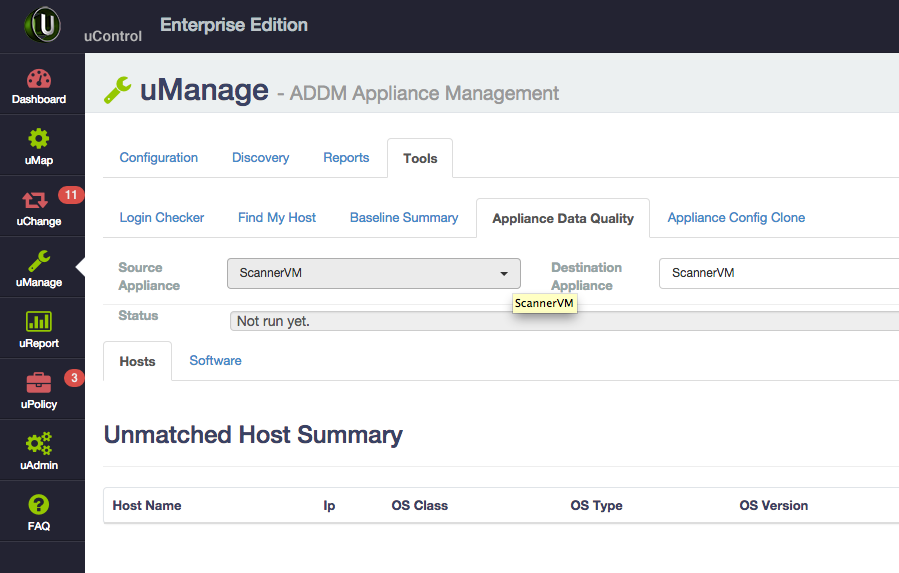 U
uControl
Enterprise Edition
Dashboard
uMap
11
uChange
uManage
uReport
3
uPolicy
uAdmin
?
FAQ
uManage - ADDM Appliance Management
Configuration Discovery Reports Tools
Login Checker Find My Host Baseline Summary Appliance Data Quality Appliance Config Clone
Source Appliance ScannerVM Destination Appliance ScannerVM
ScannerVM
Status Not run yet.
Hosts Software
Unmatched Host Summary
Host Name Ip OS Class OS Type OS Version